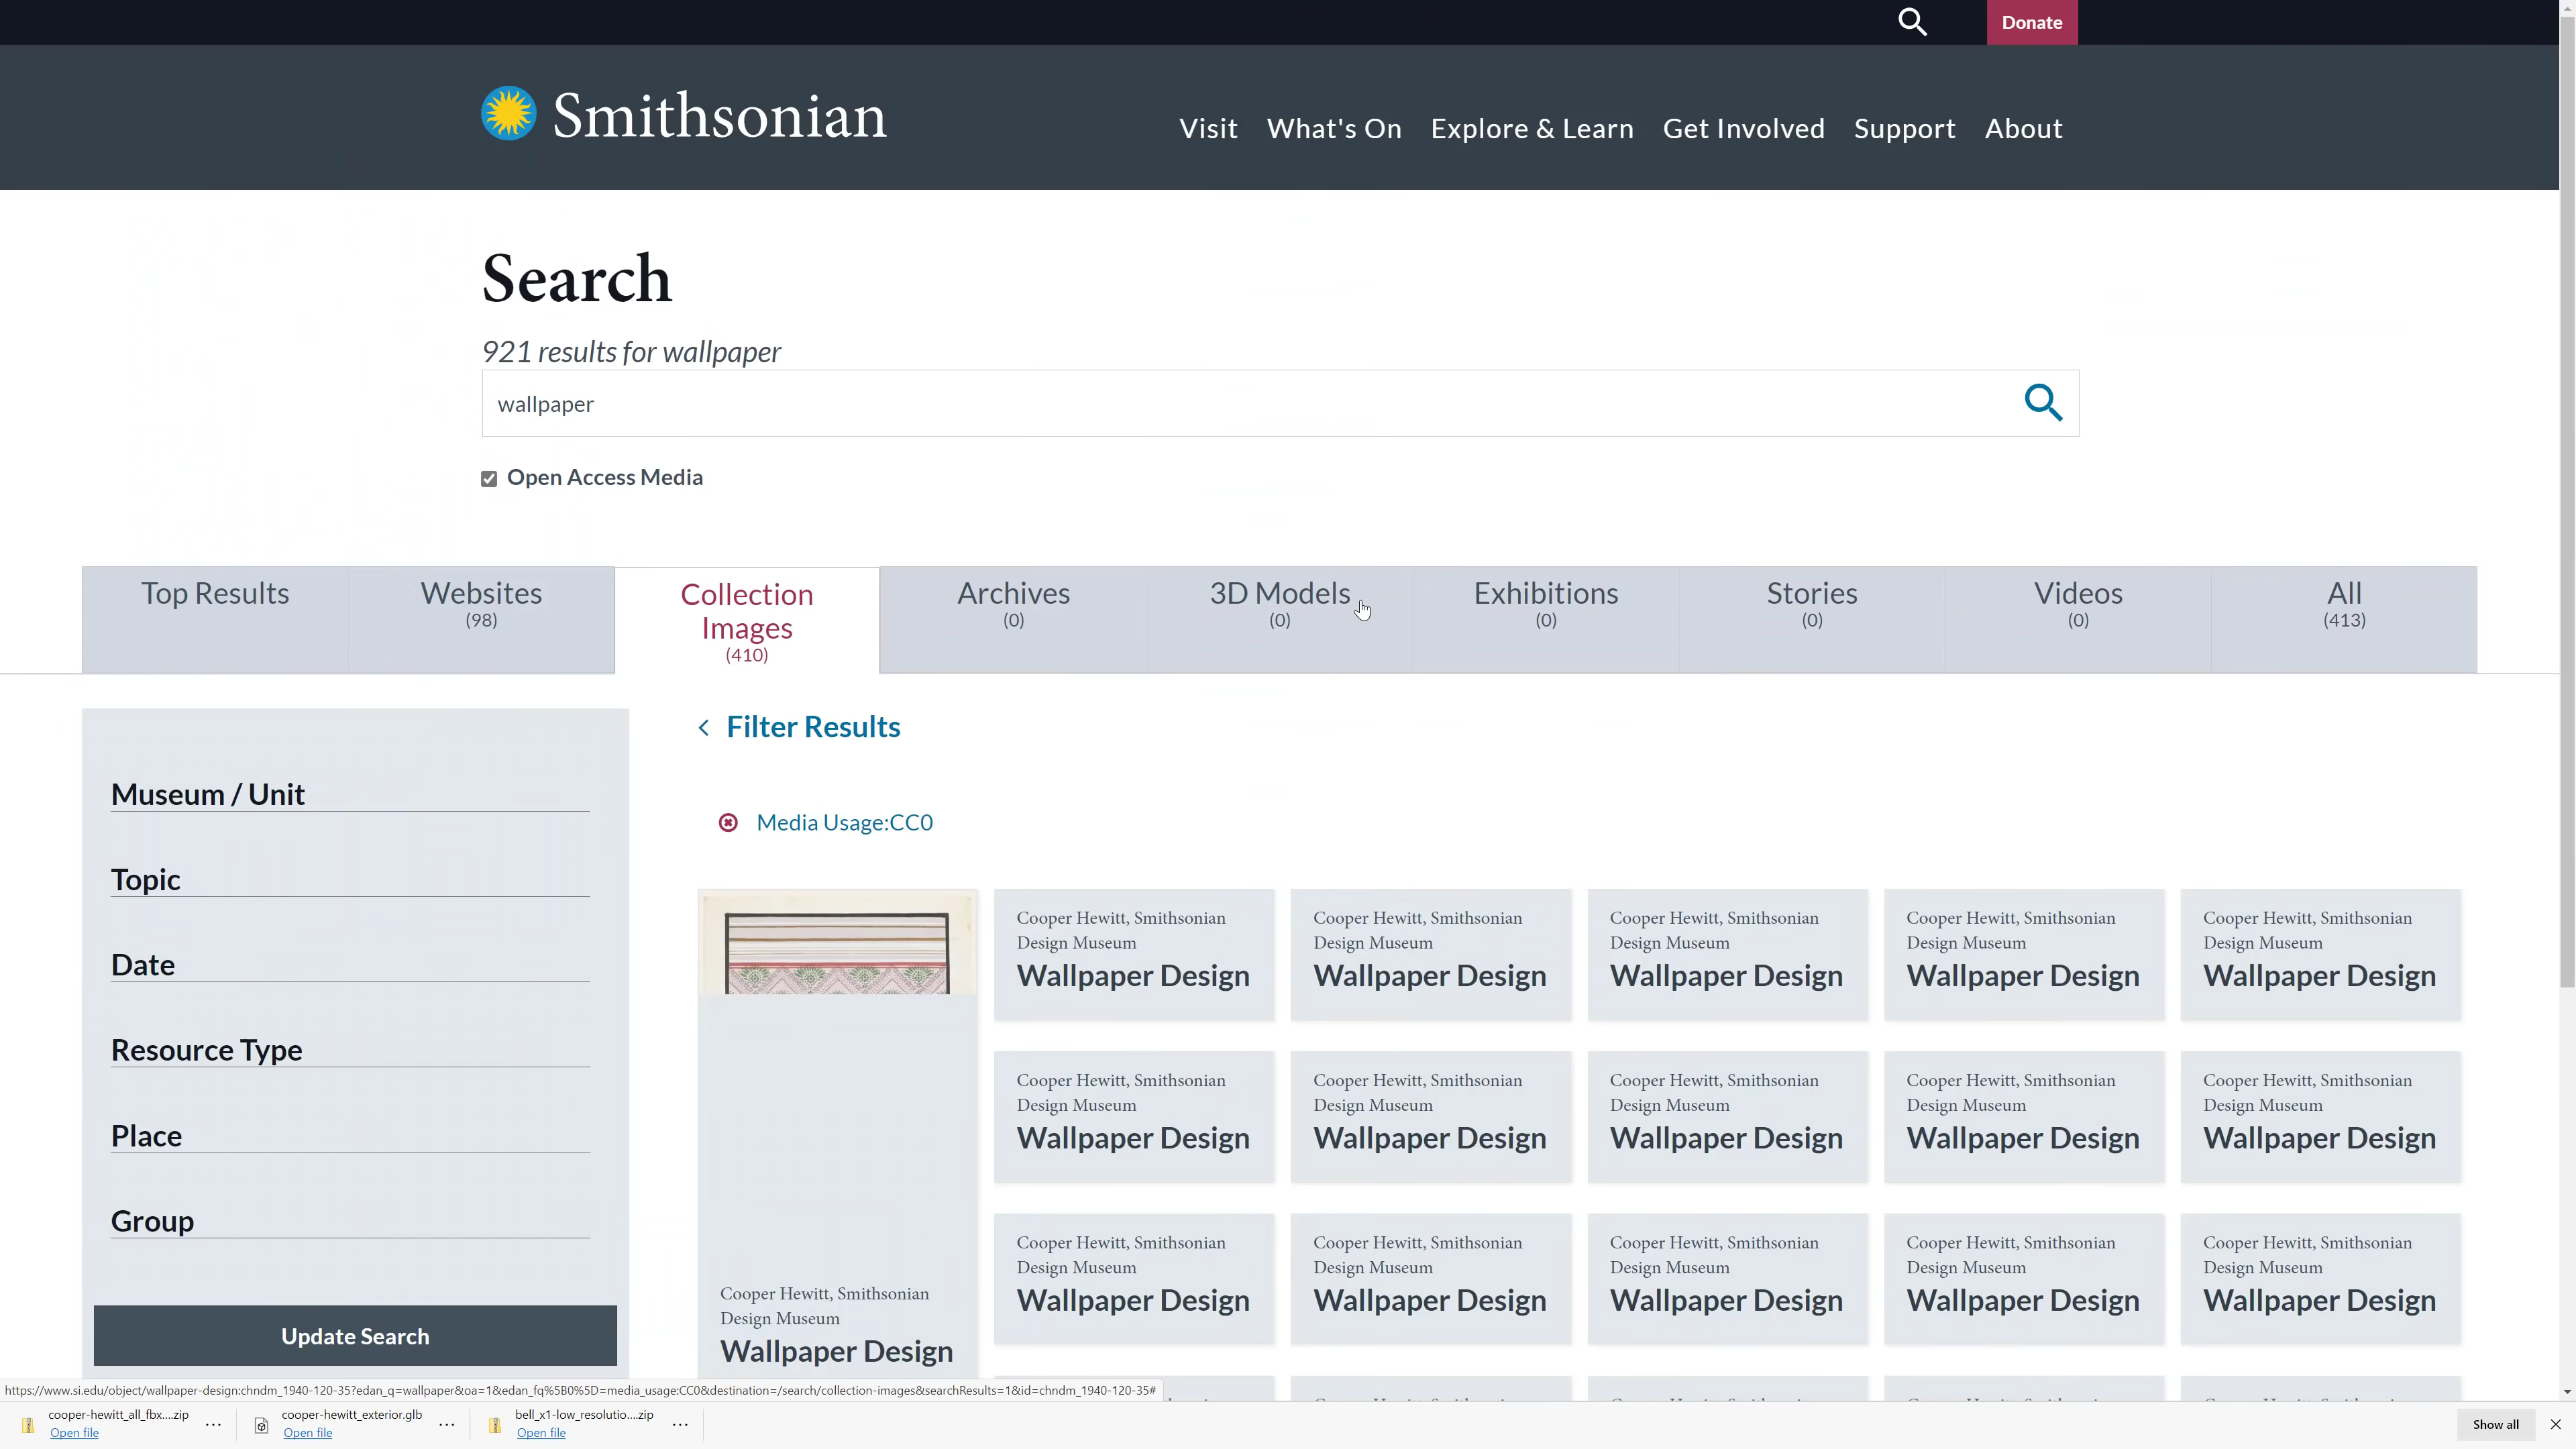 Donate
Smithsonian
Visit What's On Explore & Learn Get Involved Support About
Search
921 results for wallpaper
wallpaper
Open Access Media
Top Results
Websites
(98)
Collection
Images
(410)
Archives
(0)
3D Models
(0)
Exhibitions
(0)
Stories
(0)
Videos
(0)
All
(413)
Museum / Unit
Topic
Date
Resource Type
Place
Group
Update Search
Filter Results
Media Usage:CC0
Cooper Hewitt, Smithsonian
Design Museum
Wallpaper Design
Cooper Hewitt, Smithsonian
Design Museum
Wallpaper Design
Cooper Hewitt, Smithsonian
Design Museum
Wallpaper Design
Cooper Hewitt, Smithsonian
Design Museum
Wallpaper Design
Cooper Hewitt, Smithsonian
Design Museum
Wallpaper Design
Cooper Hewitt, Smithsonian
Design Museum
Wallpaper Design
Cooper Hewitt, Smithsonian
Design Museum
Wallpaper Design
Cooper Hewitt, Smithsonian
Design Museum
Wallpaper Design
Cooper Hewitt, Smithsonian
Design Museum
Wallpaper Design
Cooper Hewitt, Smithsonian
Design Museum
Wallpaper Design
Cooper Hewitt, Smithsonian
Design Museum
Wallpaper Design
Cooper Hewitt, Smithsonian
Design Museum
Wallpaper Design
Cooper Hewitt, Smithsonian
Design Museum
Wallpaper Design
Cooper Hewitt, Smithsonian
Design Museum
Wallpaper Design
Cooper Hewitt, Smithsonian
Design Museum
Wallpaper Design
Cooper Hewitt, Smithsonian
Design Museum
Wallpaper Design
https://www.si.edu/object/wallpaper-design:chndm_1940-120-35?edan_q=wallpaper&oa=1&edan_fq%5B0%5D=media_usage:CC0&destination=/search/collection-images&searchResults=1&id=chndm_1940-120-35#
cooper-hewitt_all_fbx....zip
Open file
cooper-hewitt_exterior.glb
Open file
bell_x1-low_resolutio....zip
Open file
Show all